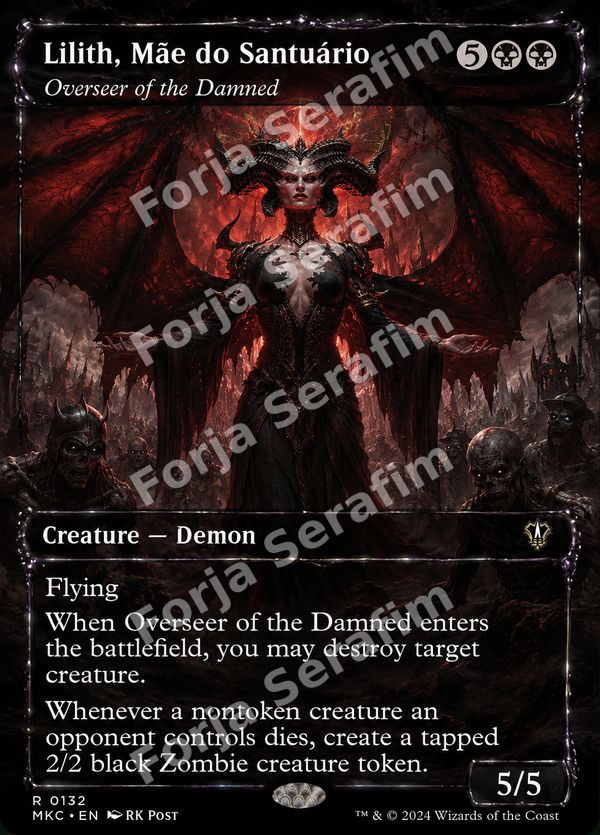 Lilith, Mãe do Santuário
5
Overseer of the Damned
Forja Serafim
Forja Serafim
Forja Serafim
Forja Serafim
Creature — Demon
Flying
When Overseer of the Damned enters
the battlefield, you may destroy target
creature.
Forja Serafim
Whenever a nontoken creature an
opponent controls dies, create a tapped
2/2 black Zombie creature token.
5/5
R 0132
MKC • EN RK Post
™ & © 2024 Wizards of the Coast